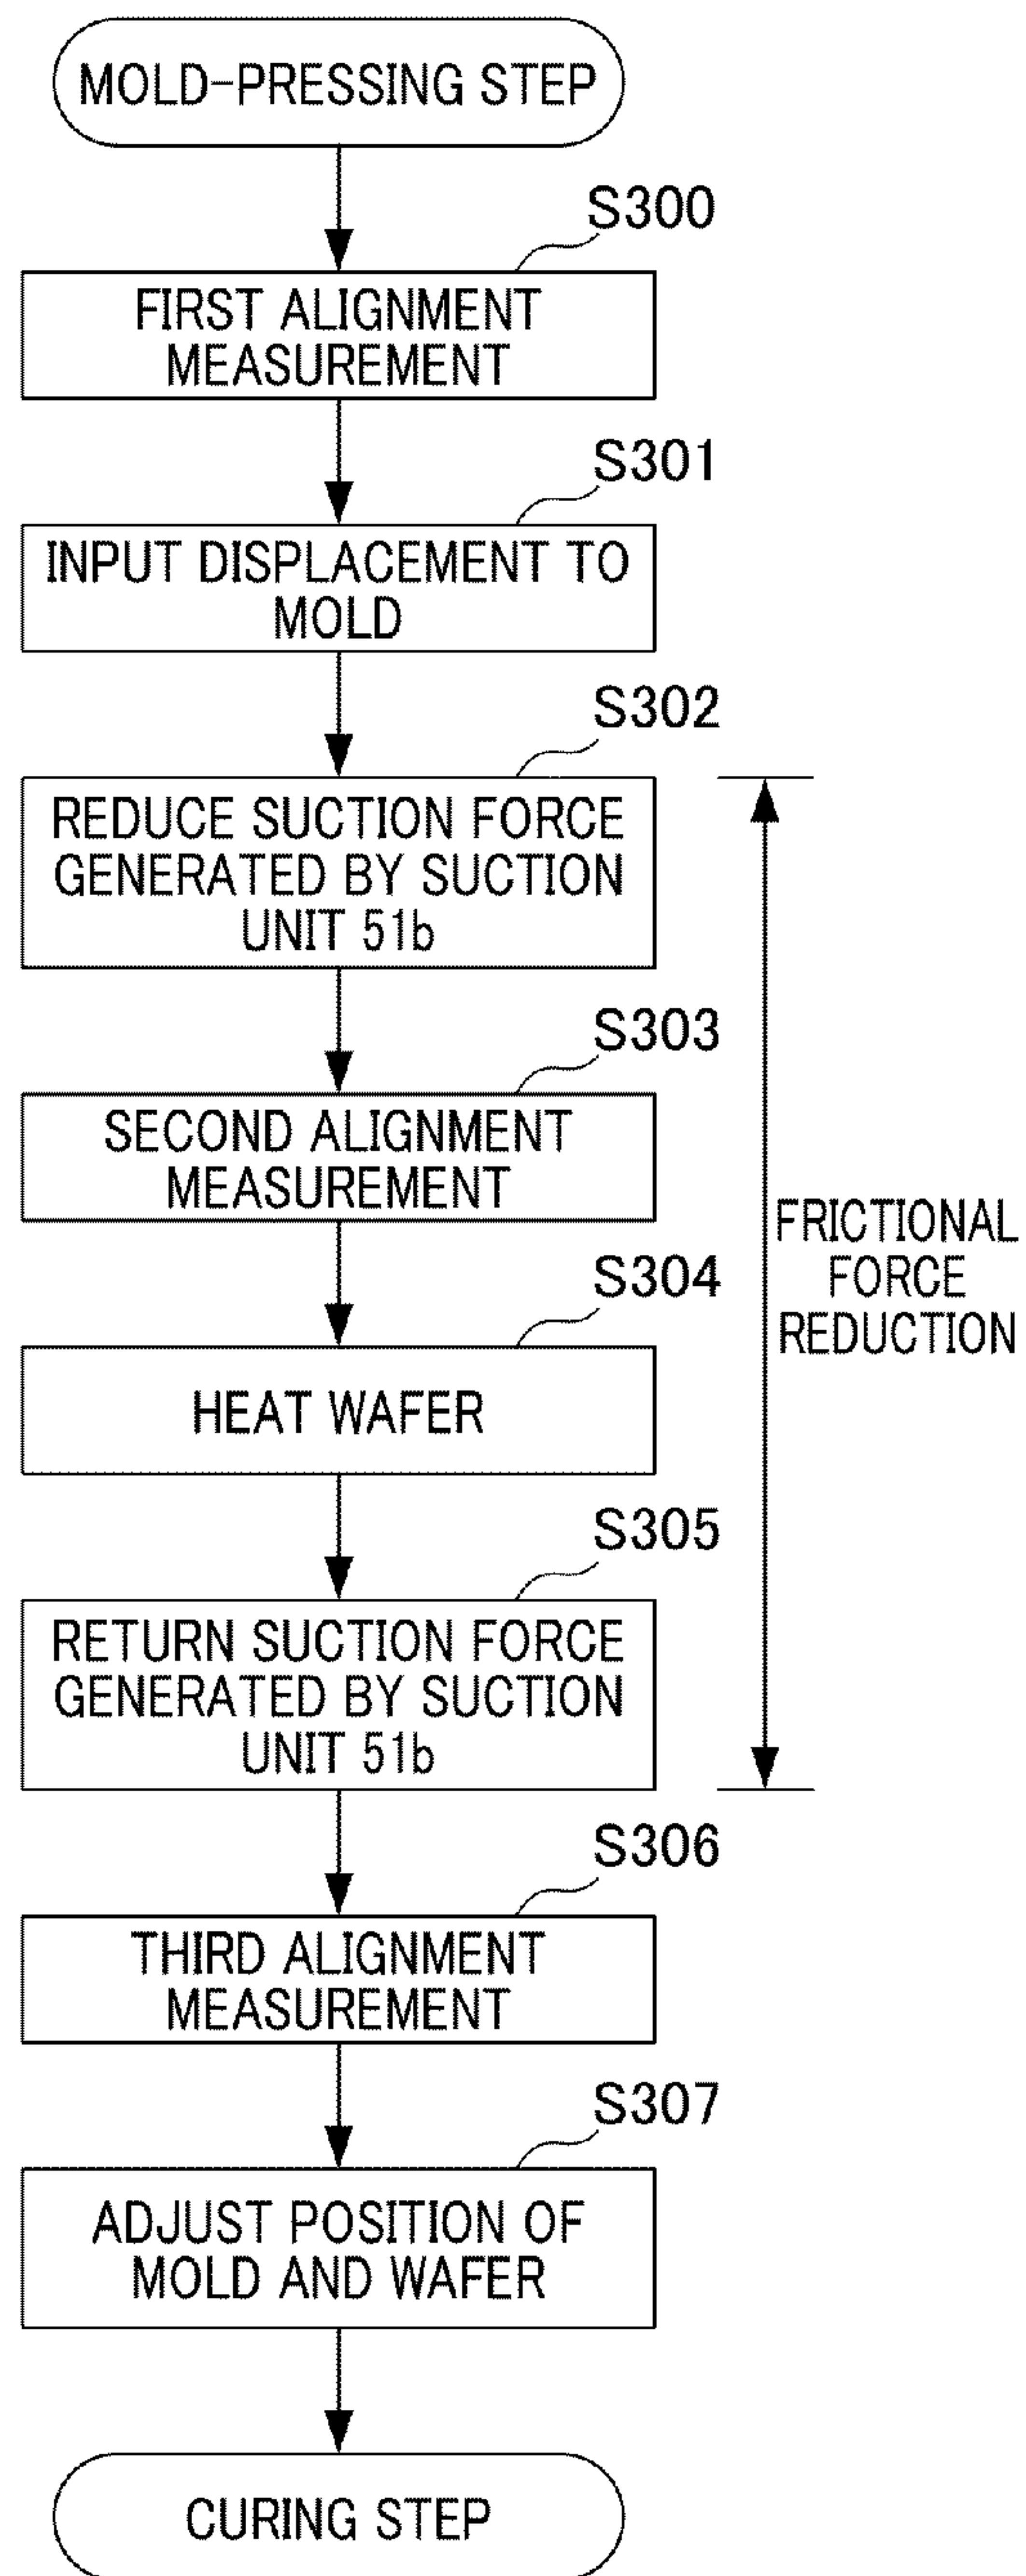 MOLD-PRESSING STEP
S300
FIRST ALIGNMENT
MEASUREMENT
S301
INPUT DISPLACEMENT TO
MOLD
S302
REDUCE SUCTION FORCE
GENERATED BY SUCTION
UNIT 51b
S303
SECOND ALIGNMENT
MEASUREMENT
FRICTIONAL
FORCE
REDUCTION
S304
HEAT WAFER
S305
RETURN SUCTION FORCE
GENERATED BY SUCTION
UNIT 51b
S306
THIRD ALIGNMENT
MEASUREMENT
S307
ADJUST POSITION OF
MOLD AND WAFER
CURING STEP